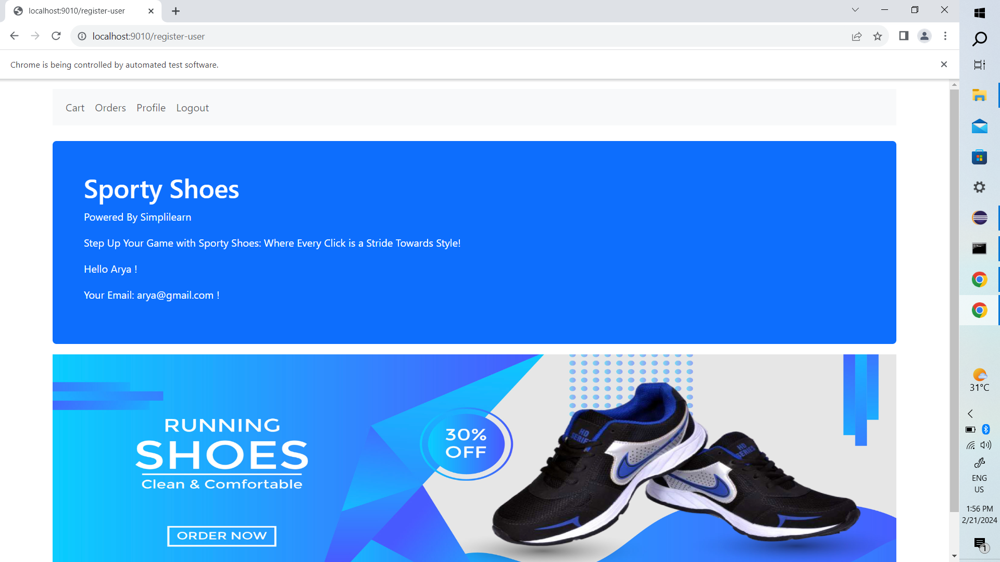 localhost:9010/register-user
localhost:9010/register-user
Chrome is being controlled by automated test software.
Cart Orders Profile Logout
Sporty Shoes
Powered By Simplilearn
Step Up Your Game with Sporty Shoes: Where Every Click is a Stride Towards Style!
Hello Arya !
Your Email: arya@gmail.com !
RUNNING
SHOES
Clean & Comfortable
ORDER NOW
30%
OFF
HD
SERIES
HD
SERIES
31°C
ENG
US
1:56 PM
2/21/2024
1